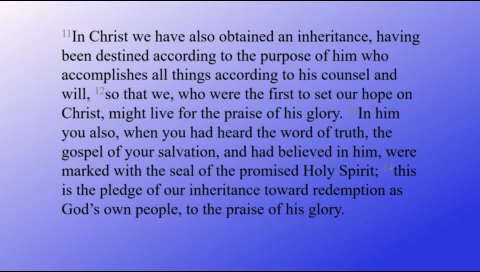 11In Christ we have also obtained an inheritance, having
been destined according to the purpose of him who
accomplishes all things according to his counsel and
will, 12so that we, who were the first to set our hope on
Christ, might live for the praise of his glory. In him
you also, when you had heard the word of truth, the
gospel of your salvation, and had believed in him, were
marked with the seal of the promised Holy Spirit; 14this
is the pledge of our inheritance toward redemption as
God’s own people, to the praise of his glory.